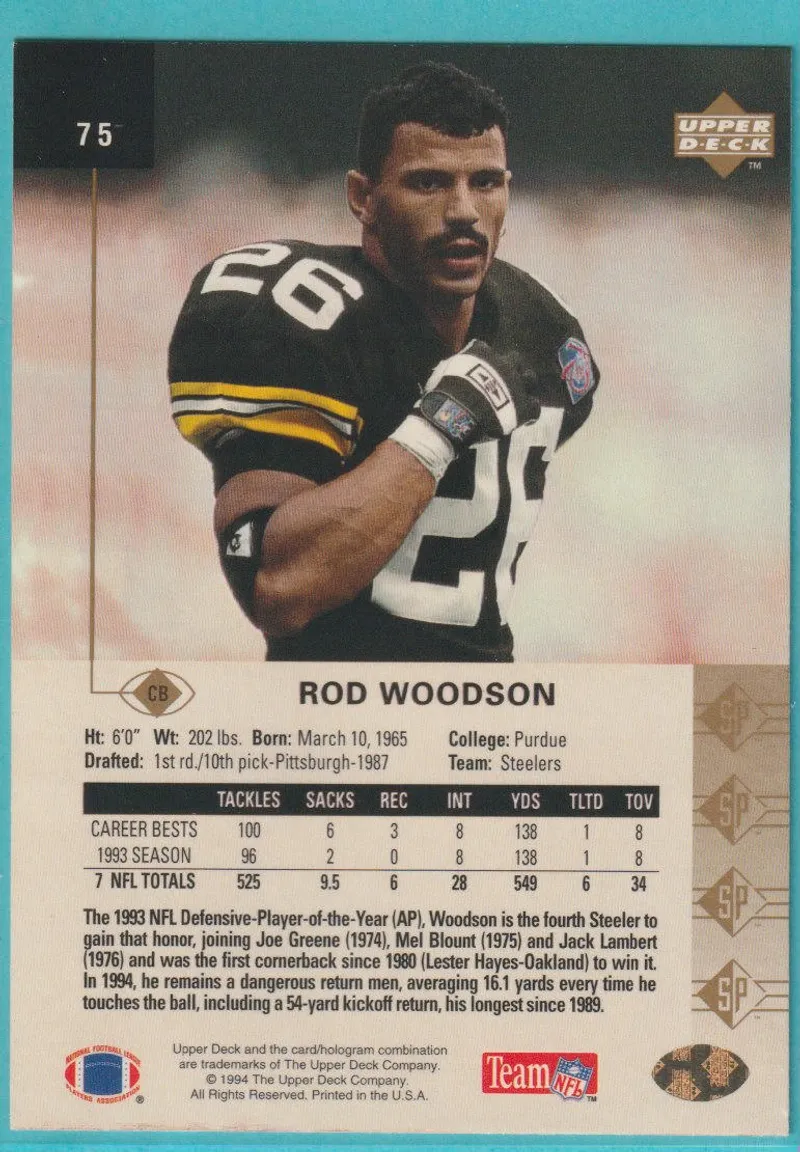 75
UPPER
D·E·C·K
TM
26
26
CB
ROD WOODSON
Ht: 6'0" Wt: 202 lbs. Born: March 10, 1965 College: Purdue
Drafted: 1st rd./10th pick-Pittsburgh-1987 Team: Steelers
TACKLES SACKS REC INT YDS TLTD TOV
CAREER BESTS 100 6 3 8 138 1 8
1993 SEASON 96 2 0 8 138 1 8
7 NFL TOTALS 525 9.5 6 28 549 6 34
SP
SP
SP
SP
The 1993 NFL Defensive-Player-of-the-Year (AP), Woodson is the fourth Steeler to
gain that honor, joining Joe Greene (1974), Mel Blount (1975) and Jack Lambert
(1976) and was the first cornerback since 1980 (Lester Hayes-Oakland) to win it.
In 1994, he remains a dangerous return men, averaging 16.1 yards every time he
touches the ball, including a 54-yard kickoff return, his longest since 1989.
NATIONAL FOOTBALL LEAGUE
PLAYERS ASSOCIATION
®
Upper Deck and the card/hologram combination
are trademarks of The Upper Deck Company.
© 1994 The Upper Deck Company.
All Rights Reserved. Printed in the U.S.A.
Team NFL
TM